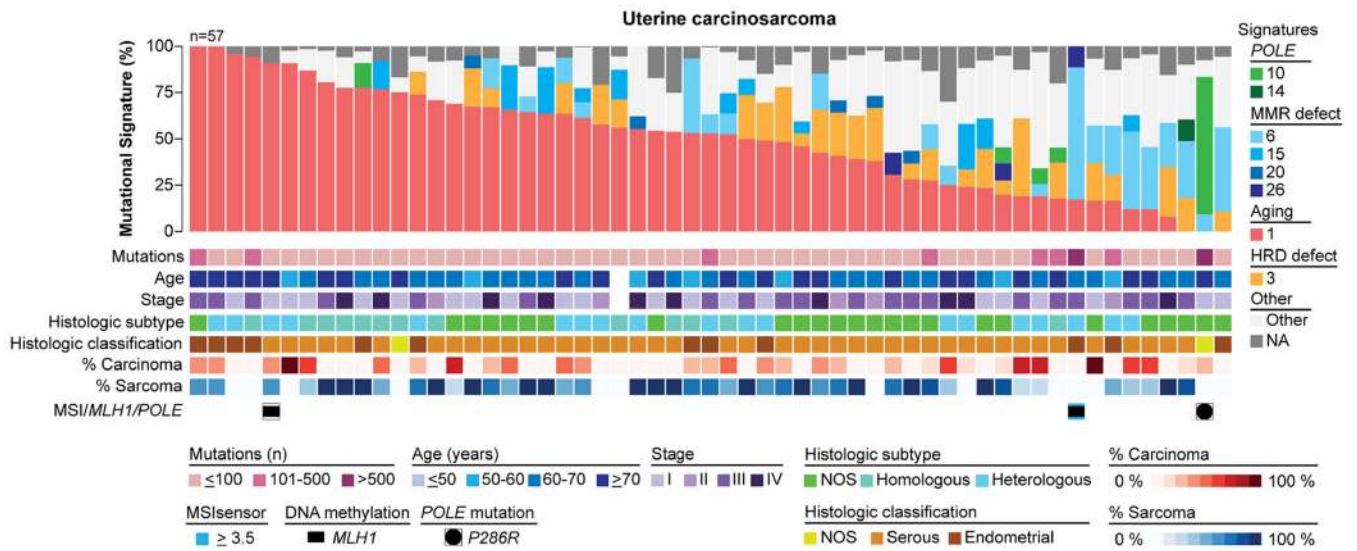 Uterine carcinosarcoma
n=57
Mutational Signature (%)
100
75
50
25
0
Signatures
POLE
10
14
MMR defect
6
15
20
26
Aging
1
HRD defect
3
Other
Other
NA
Mutations
Age
Stage
Histologic subtype
Histologic classification
% Carcinoma
% Sarcoma
MSI/MLH1/POLE
Mutations (n)
≤100 101-500 >500
Age (years)
≤50 50-60 60-70 ≥70
Stage
I II III IV
Histologic subtype
NOS Homologous Heterologous
% Carcinoma
0 % 100 %
MSIsensor
≥ 3.5
DNA methylation
MLH1
POLE mutation
P286R
Histologic classification
NOS Serous Endometrial
% Sarcoma
0 % 100 %